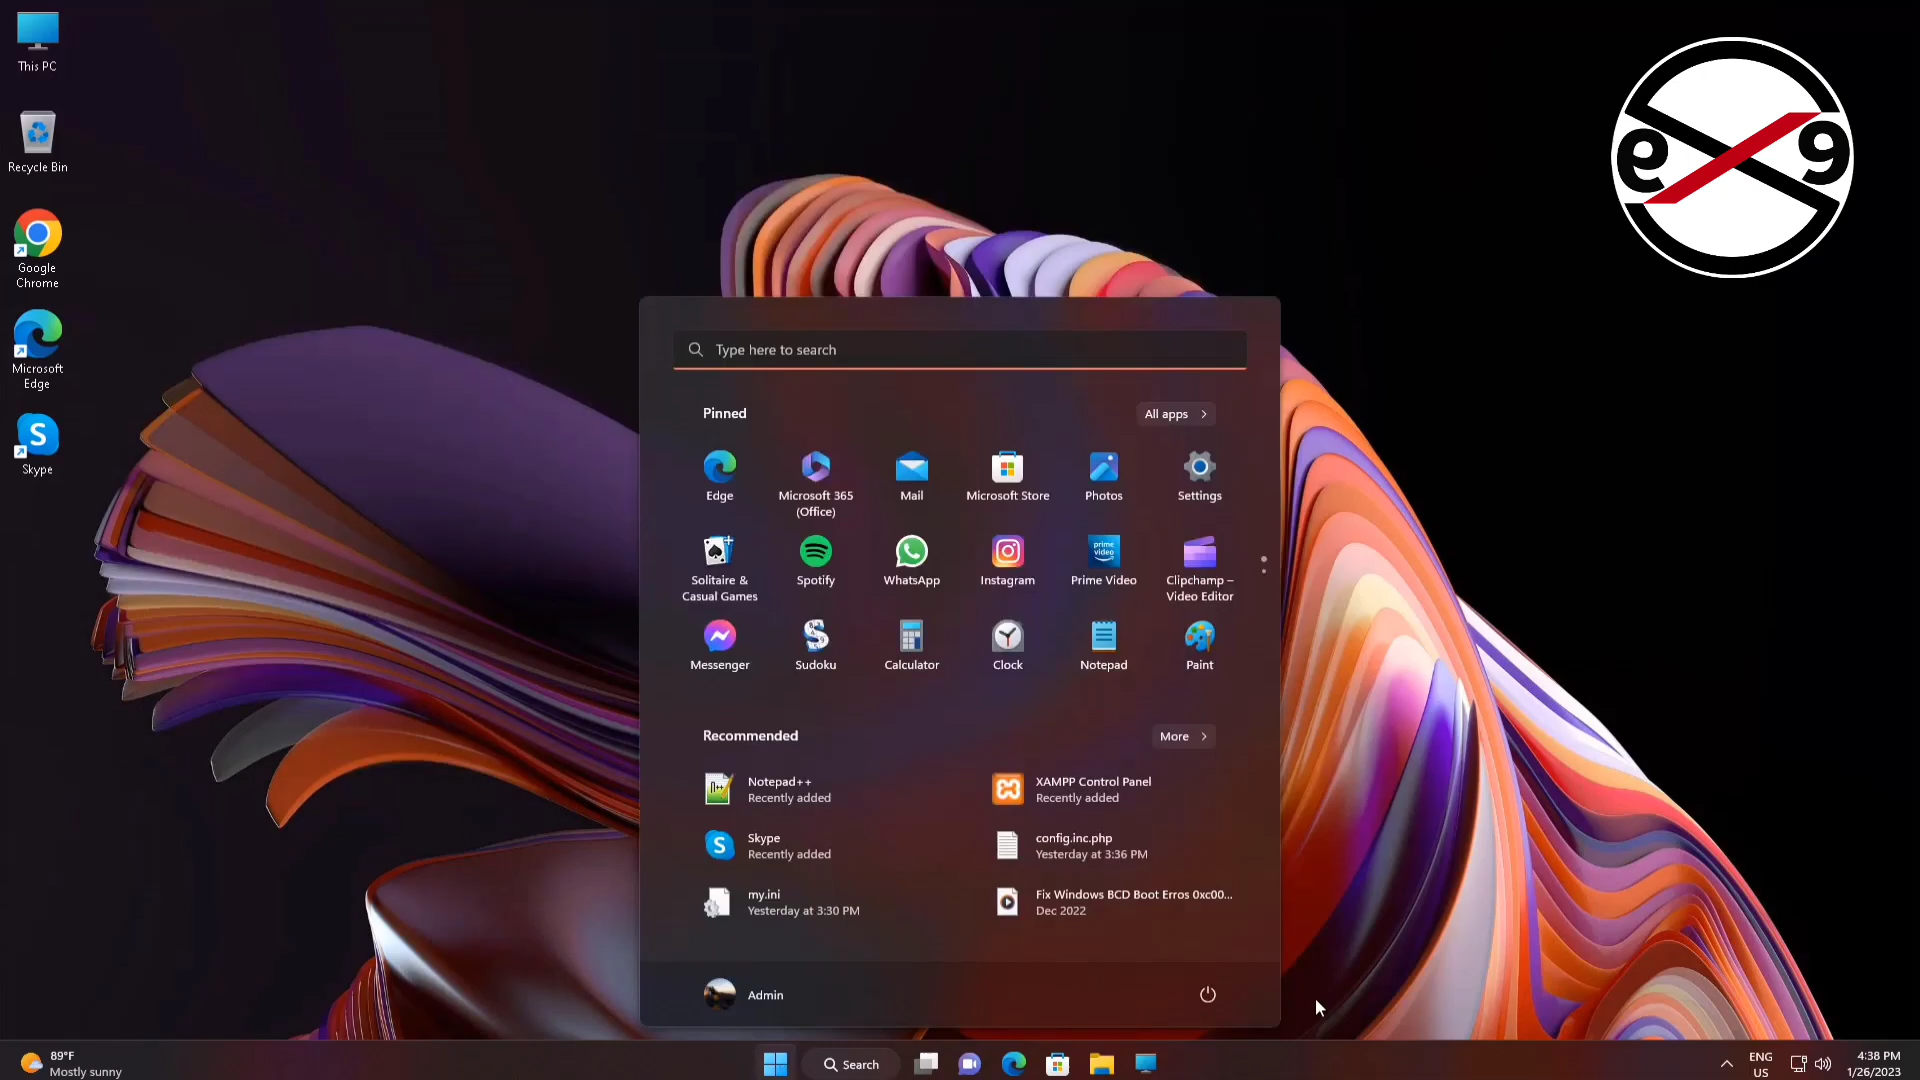 This PC
Recycle Bin
Google
Chrome
Microsoft
Edge
S
Skype
e
9
Type here to search
Pinned
All apps
Edge
Microsoft 365
(Office)
Mail
Microsoft Store
Photos
Settings
Solitaire &
Casual Games
Spotify
WhatsApp
Instagram
prime
video
Prime Video
Clipchamp –
Video Editor
Messenger
Sudoku
Calculator
Clock
Notepad
Paint
Recommended
More
Notepad++
Recently added
XAMPP Control Panel
Recently added
S
Skype
Recently added
config.inc.php
Yesterday at 3:36 PM
my.ini
Yesterday at 3:30 PM
Fix Windows BCD Boot Erros 0xc00...
Dec 2022
Admin
89°F
Mostly sunny
Search
ENG
US
4:38 PM
1/26/2023